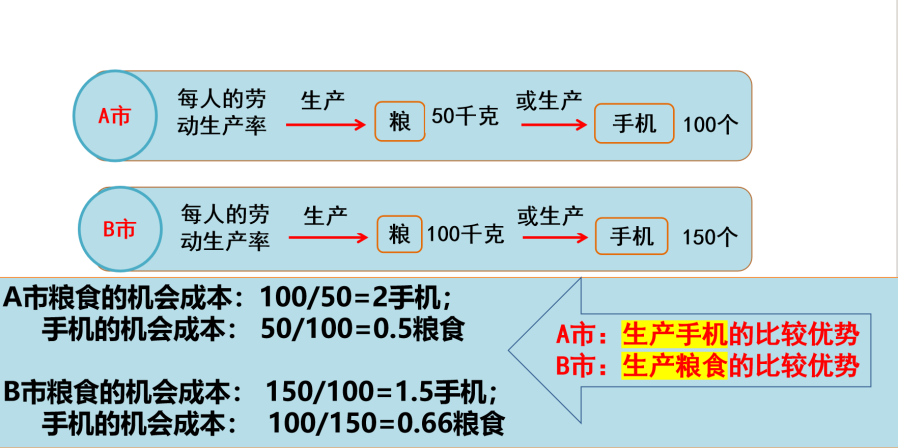 A市
每人的劳
动生产率
生产
粮
50千克
或生产
手机
100个
B市
每人的劳
动生产率
生产
粮
100千克
或生产
手机
150个
A市粮食的机会成本：100/50=2手机；
手机的机会成本： 50/100=0.5粮食
B市粮食的机会成本： 150/100=1.5手机；
手机的机会成本： 100/150=0.66粮食
A市：生产手机的比较优势
B市：生产粮食的比较优势